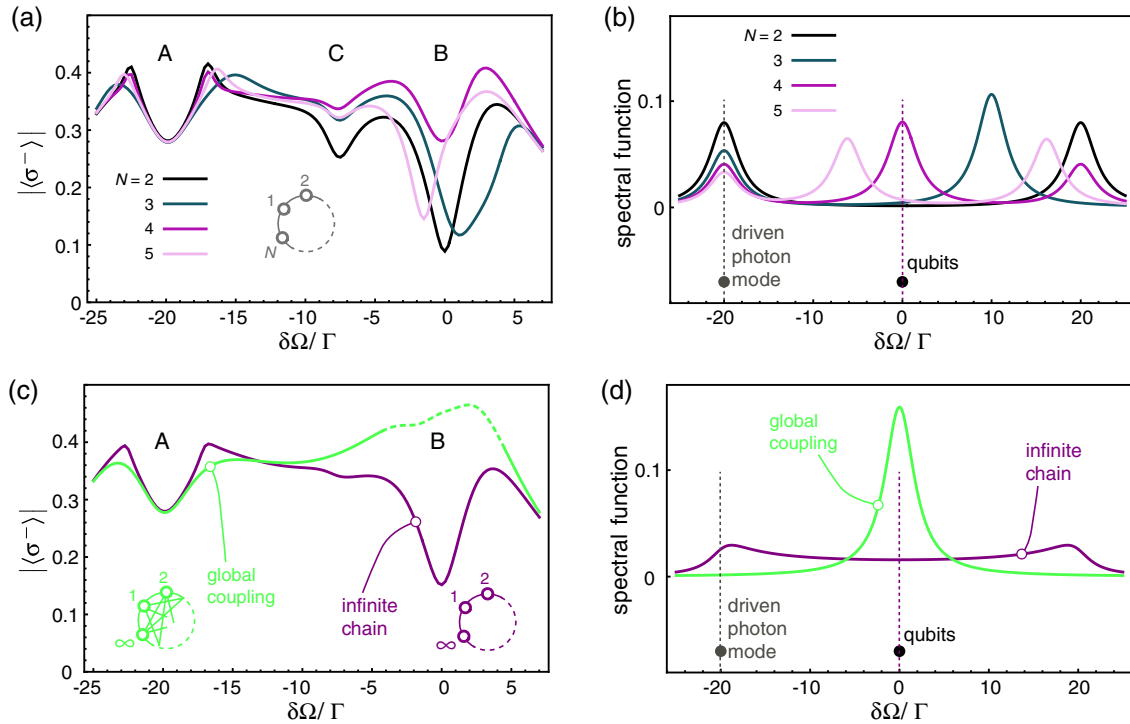 (a)
A
C
B
0.4
0.3
0.2
0.1
0
|⟨σ⁻⟩|
N = 2
3
4
5
1
2
N
-25
-20
-15
-10
-5
0
5
δΩ/ Γ
(b)
N = 2
3
4
5
0.1
0
spectral function
driven
photon
mode
qubits
-20
-10
0
10
20
δΩ/ Γ
(c)
A
B
0.4
0.3
0.2
0.1
0
|⟨σ⁻⟩|
global
coupling
infinite
chain
1
2
∞
1
2
∞
-25
-20
-15
-10
-5
0
5
δΩ/ Γ
(d)
global
coupling
infinite
chain
0.1
0
spectral function
driven
photon
mode
qubits
-20
-10
0
10
20
δΩ/ Γ